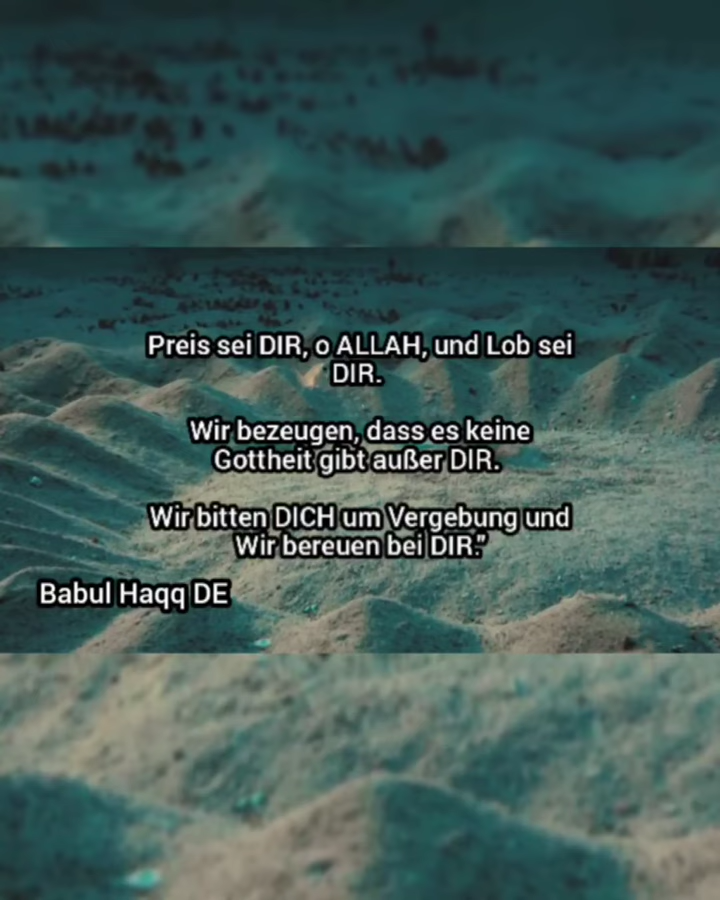 Preis sei DIR, o ALLAH, und Lob sei
DIR.
Wir bezeugen, dass es keine
Gottheit gibt außer DIR.
Wir bitten DICH um Vergebung und
Wir bereuen bei DIR."
Babul Haqq DE